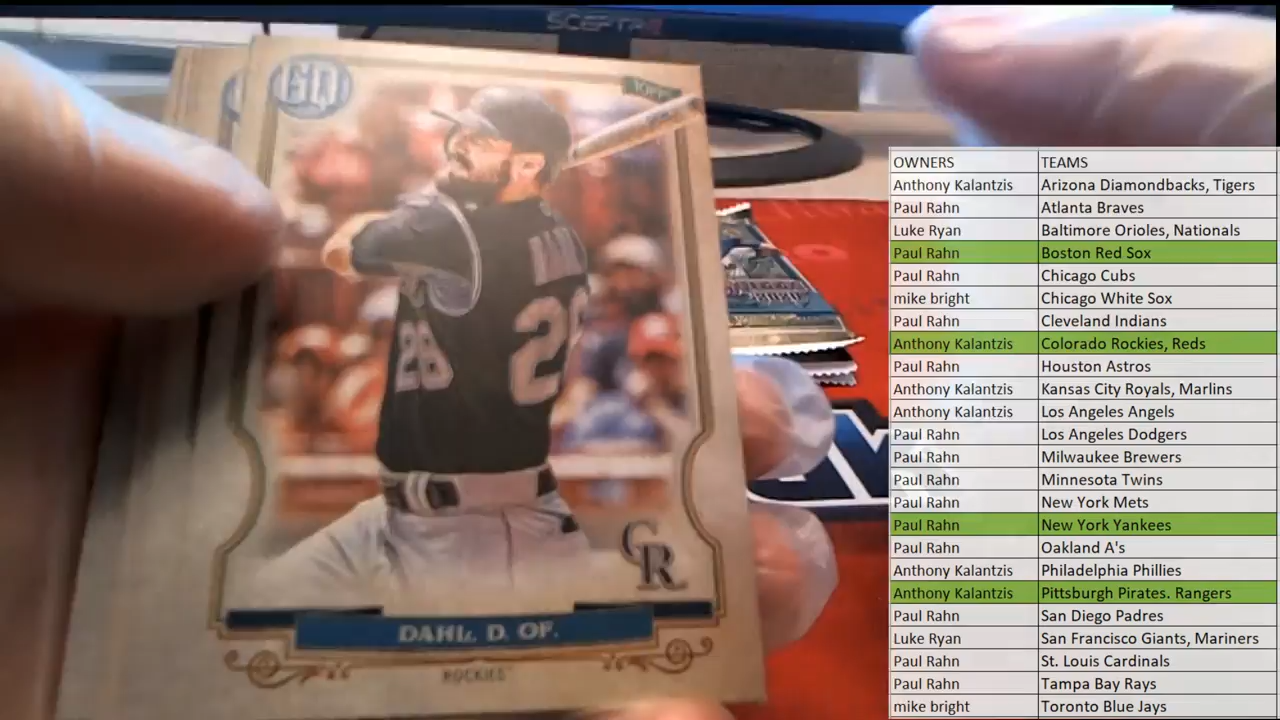 SCEPTRE
GQ
TOPPS
28
CR
DAHL, D. OF.
ROCKIES
OWNERS TEAMS
Anthony Kalantzis Arizona Diamondbacks, Tigers
Paul Rahn Atlanta Braves
Luke Ryan Baltimore Orioles, Nationals
Paul Rahn Boston Red Sox
Paul Rahn Chicago Cubs
mike bright Chicago White Sox
Paul Rahn Cleveland Indians
Anthony Kalantzis Colorado Rockies, Reds
Paul Rahn Houston Astros
Anthony Kalantzis Kansas City Royals, Marlins
Anthony Kalantzis Los Angeles Angels
Paul Rahn Los Angeles Dodgers
Paul Rahn Milwaukee Brewers
Paul Rahn Minnesota Twins
Paul Rahn New York Mets
Paul Rahn New York Yankees
Paul Rahn Oakland A's
Anthony Kalantzis Philadelphia Phillies
Anthony Kalantzis Pittsburgh Pirates. Rangers
Paul Rahn San Diego Padres
Luke Ryan San Francisco Giants, Mariners
Paul Rahn St. Louis Cardinals
Paul Rahn Tampa Bay Rays
mike bright Toronto Blue Jays